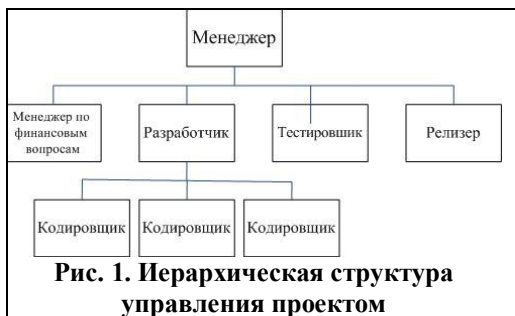 Менеджер
Менеджер по
финансовым
вопросам
Разработчик
Тестировшик
Релизер
Кодировщик
Кодировщик
Кодировщик
Рис. 1. Иерархическая структура
управления проектом